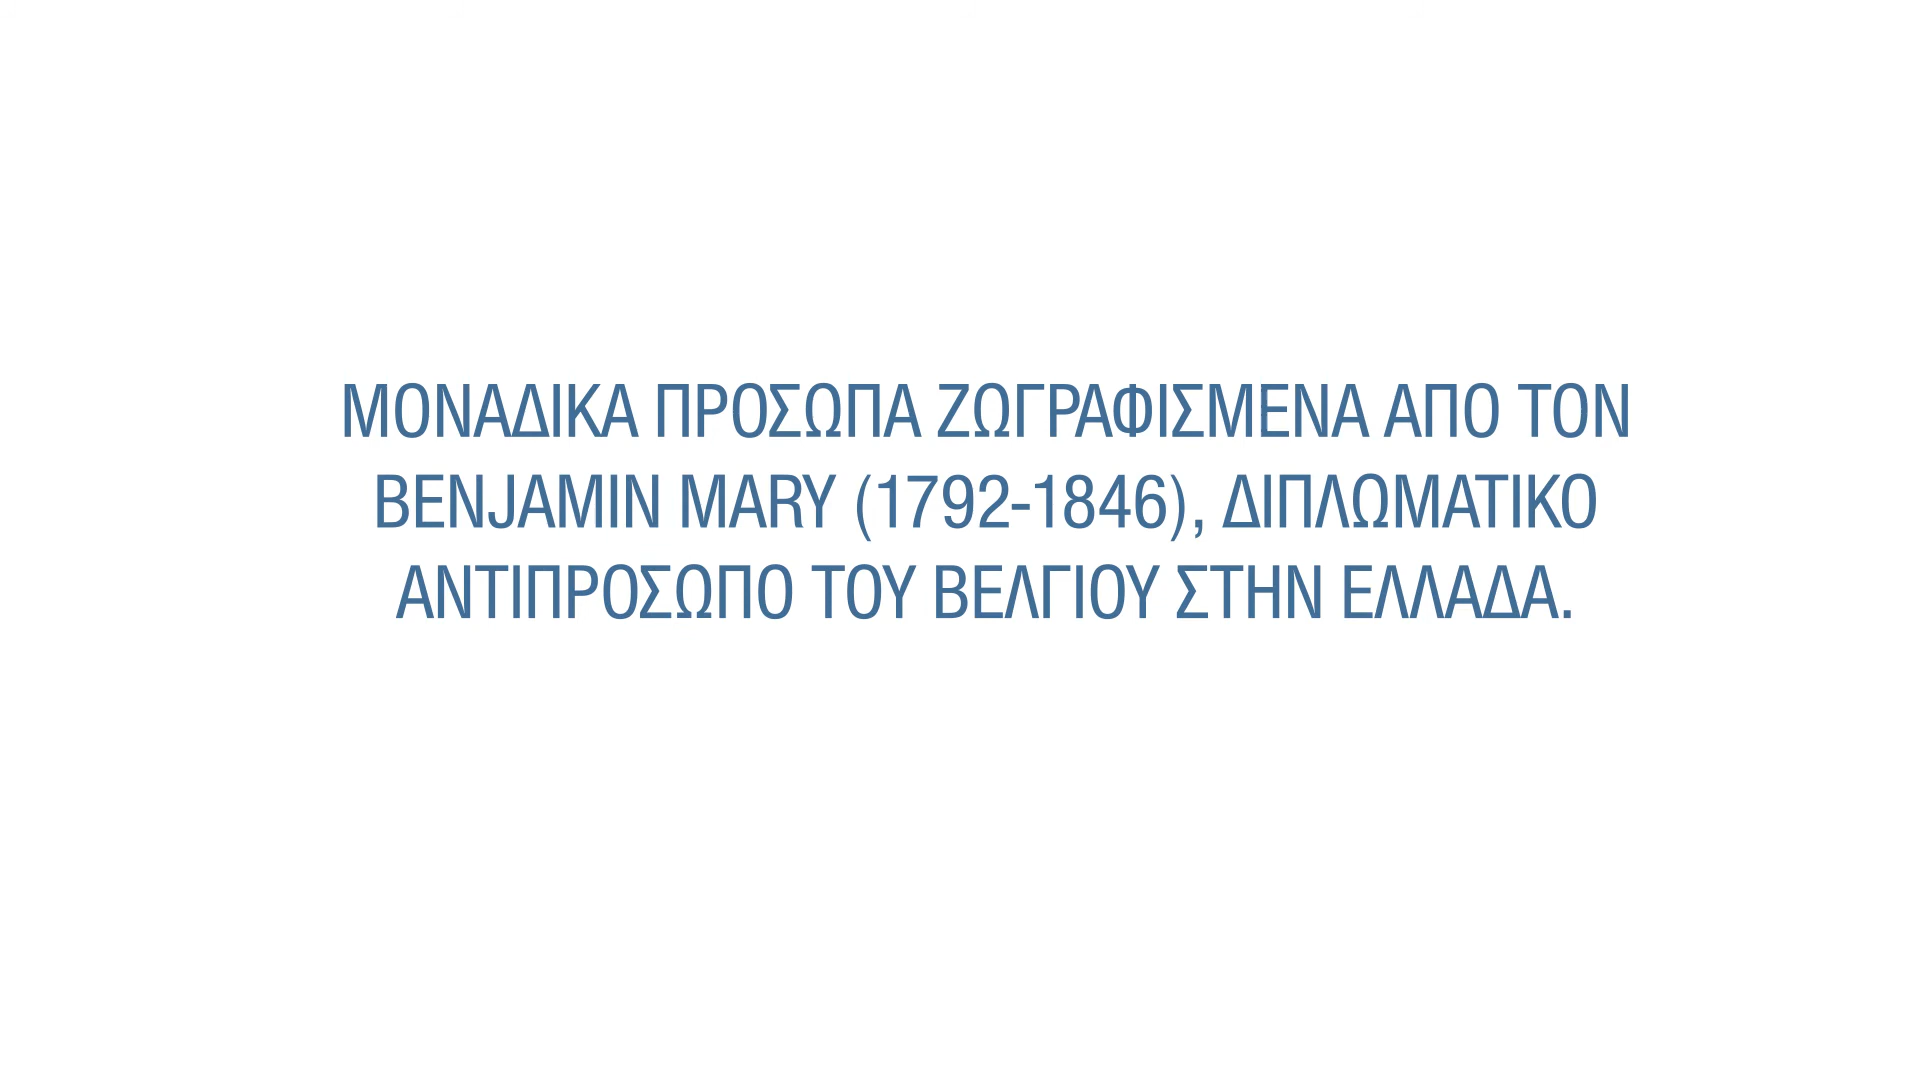 ΜΟΝΑΔΙΚΑ ΠΡΟΣΩΠΑ ΖΩΓΡΑΦΙΣΜΕΝΑ ΑΠΟ ΤΟΝ
BENJAMIN MARY (1792-1846), ΔΙΠΛΩΜΑΤΙΚΟ
ΑΝΤΙΠΡΟΣΩΠΟ ΤΟΥ ΒΕΛΓΙΟΥ ΣΤΗΝ ΕΛΛΑΔΑ.